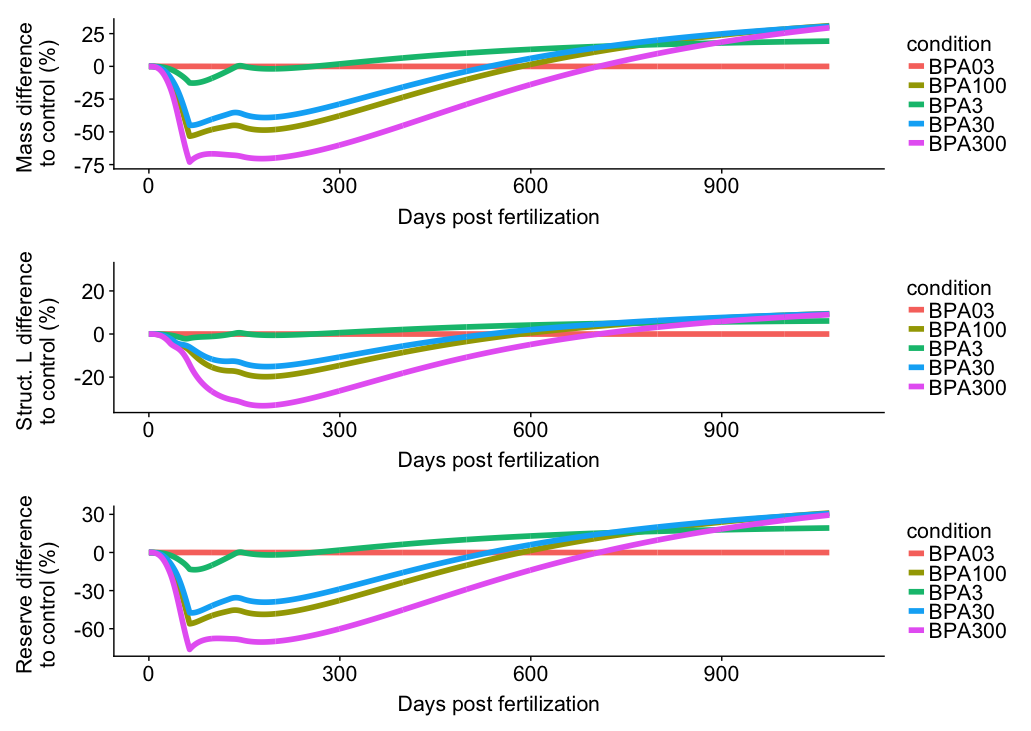 Mass difference
to control (%)
25
0
-25
-50
-75
0
300
600
900
Days post fertilization
condition
BPA03
BPA100
BPA3
BPA30
BPA300
Struct. L difference
to control (%)
20
0
-20
0
300
600
900
Days post fertilization
condition
BPA03
BPA100
BPA3
BPA30
BPA300
Reserve difference
to control (%)
30
0
-30
-60
0
300
600
900
Days post fertilization
condition
BPA03
BPA100
BPA3
BPA30
BPA300